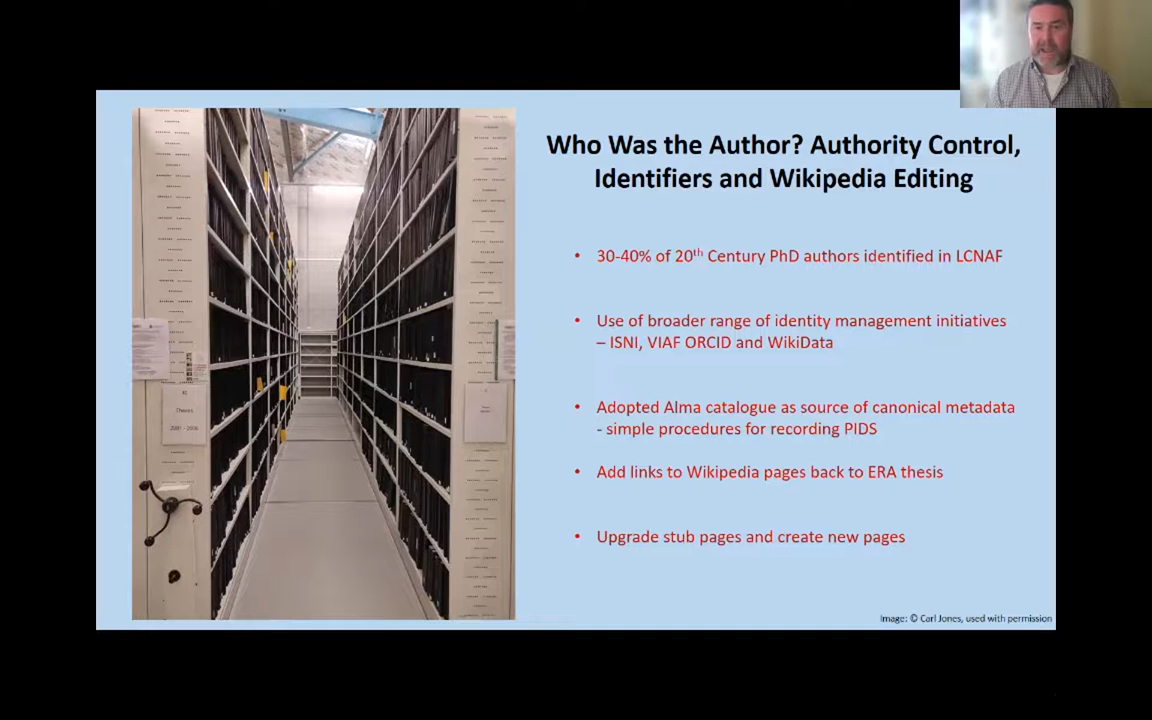 Who Was the Author? Authority Control,
Identifiers and Wikipedia Editing
• 30-40% of 20th Century PhD authors identified in LCNAF
• Use of broader range of identity management initiatives
– ISNI, VIAF ORCID and WikiData
• Adopted Alma catalogue as source of canonical metadata
- simple procedures for recording PIDS
• Add links to Wikipedia pages back to ERA thesis
• Upgrade stub pages and create new pages
Image: © Carl Jones, used with permission
Thesis